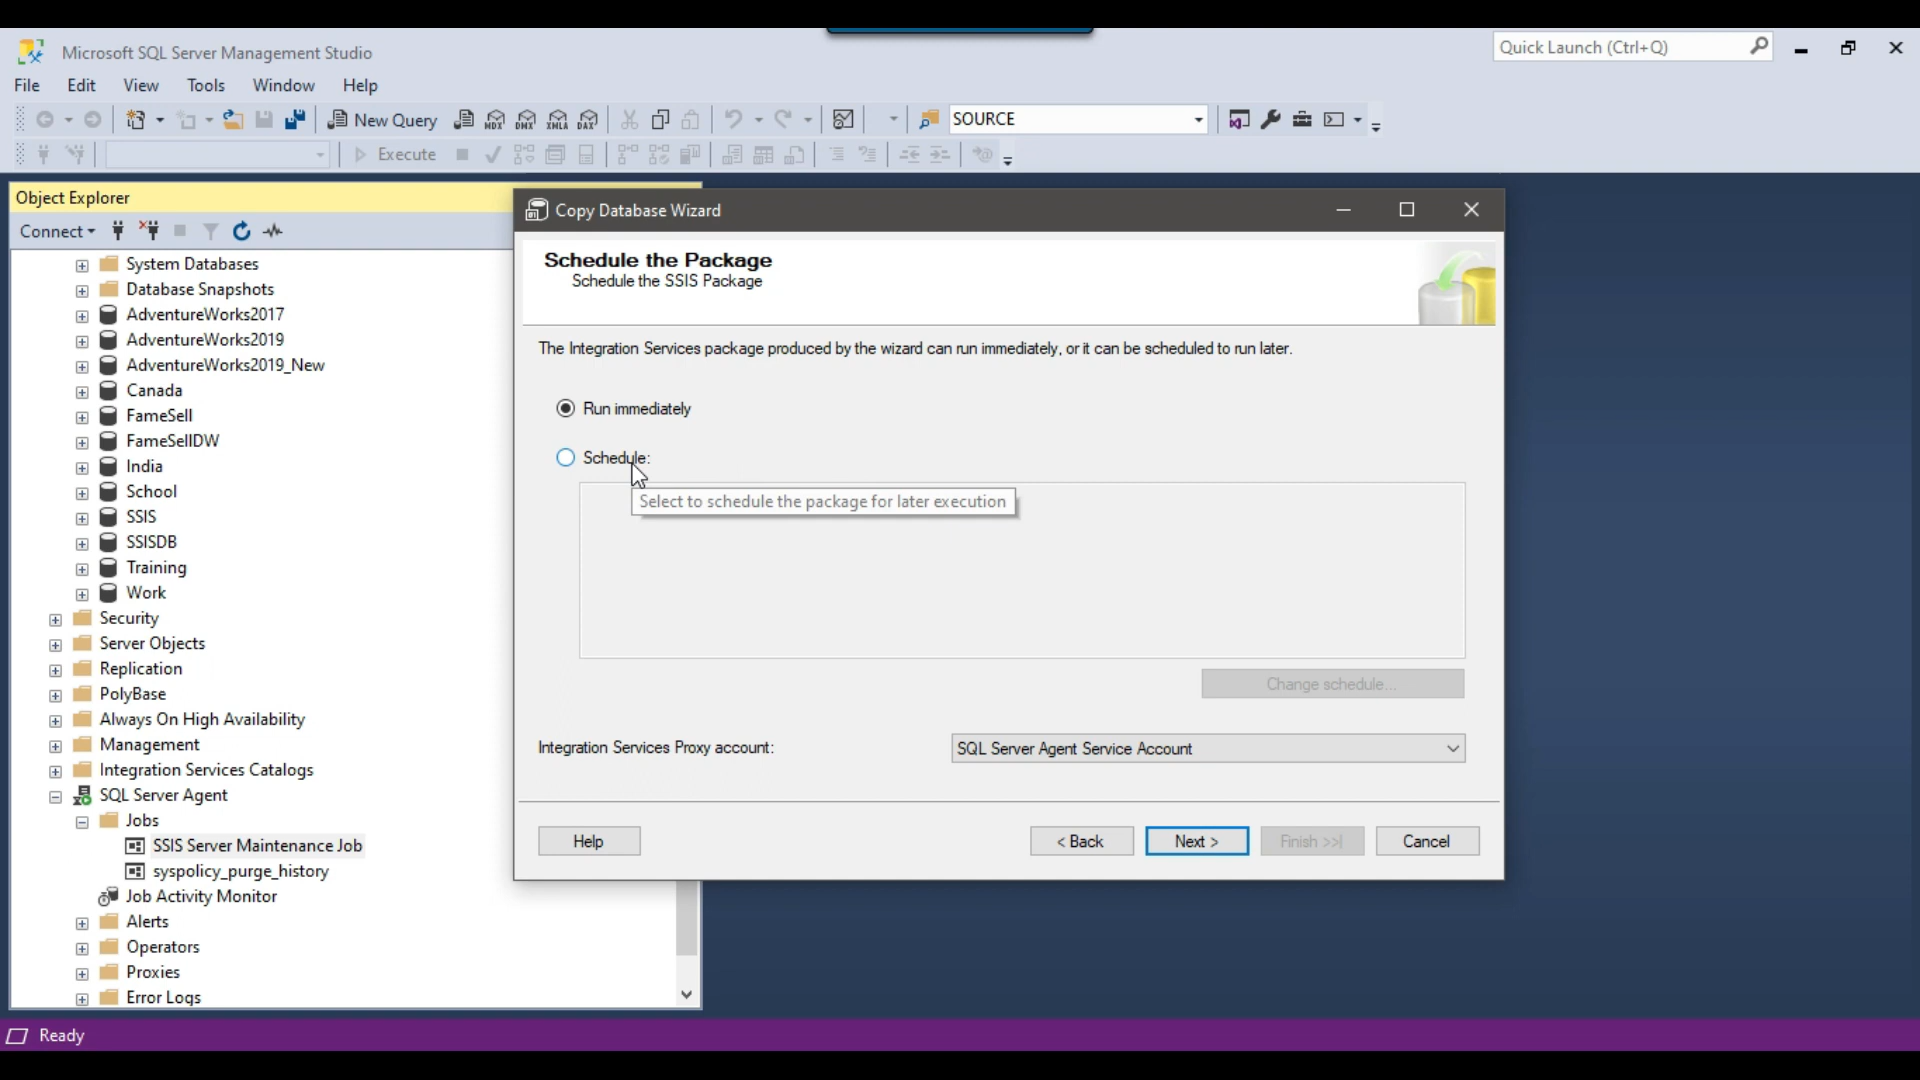 Microsoft SQL Server Management Studio
Quick Launch (Ctrl+Q)
File Edit View Tools Window Help
New Query MDX DMX XMLA DAX SOURCE
Execute
Object Explorer
Connect
System Databases
Database Snapshots
AdventureWorks2017
AdventureWorks2019
AdventureWorks2019_New
Canada
FameSell
FameSellDW
India
School
SSIS
SSISDB
Training
Work
Security
Server Objects
Replication
PolyBase
Always On High Availability
Management
Integration Services Catalogs
SQL Server Agent
Jobs
SSIS Server Maintenance Job
syspolicy_purge_history
Job Activity Monitor
Alerts
Operators
Proxies
Error Logs
Copy Database Wizard
Schedule the Package
Schedule the SSIS Package
The Integration Services package produced by the wizard can run immediately, or it can be scheduled to run later.
Run immediately
Schedule:
Select to schedule the package for later execution
Change schedule...
Integration Services Proxy account: SQL Server Agent Service Account
Help < Back Next > Finish >>| Cancel
Ready